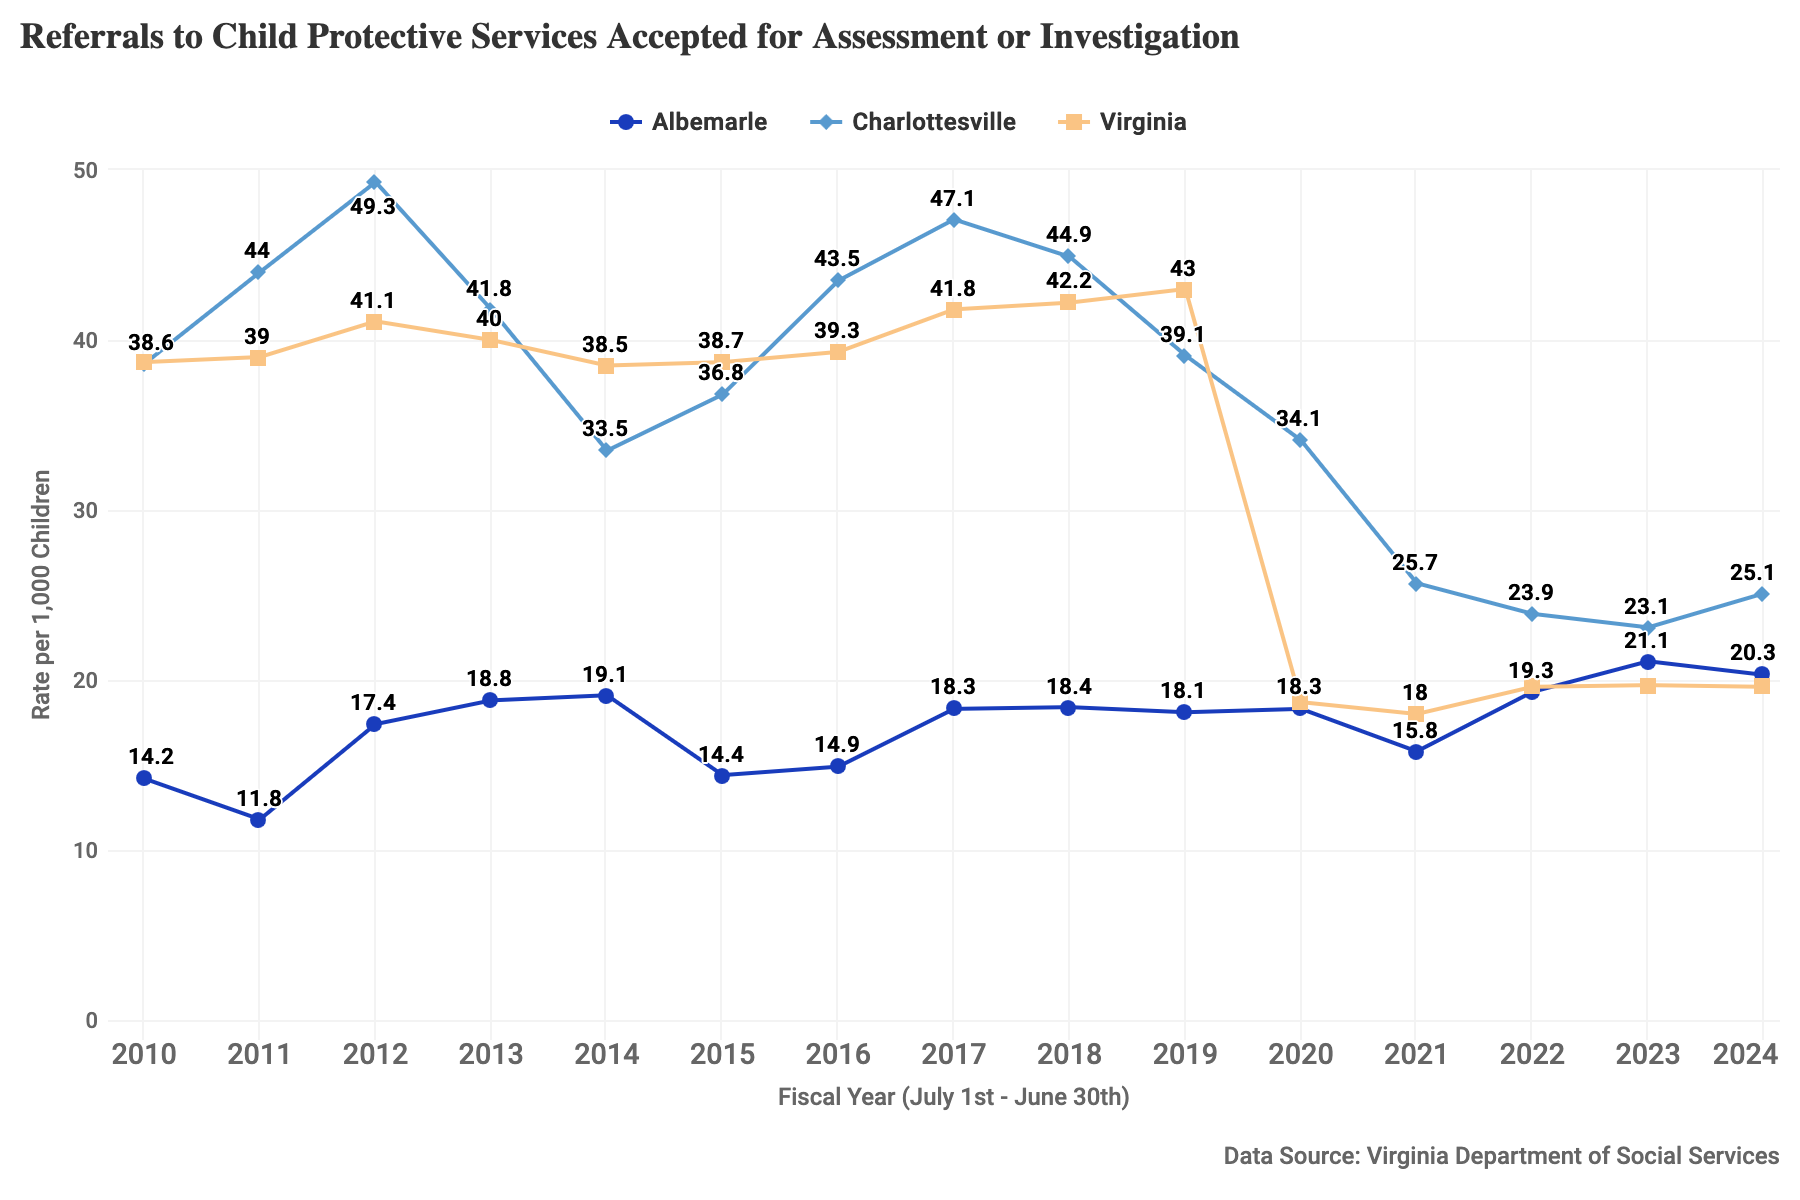 Referrals to Child Protective Services Accepted for Assessment or Investigation
Albemarle Charlottesville Virginia
50
40
30
20
10
0
Rate per 1,000 Children
38.6 44 49.3 41.8 33.5 36.8 43.5 47.1 44.9 39.1 34.1 25.7 23.9 23.1 25.1
39 41.1 40 38.5 38.7 39.3 41.8 42.2 43 18
14.2 11.8 17.4 18.8 19.1 14.4 14.9 18.3 18.4 18.1 18.3 15.8 19.3 21.1 20.3
2010 2011 2012 2013 2014 2015 2016 2017 2018 2019 2020 2021 2022 2023 2024
Fiscal Year (July 1st - June 30th)
Data Source: Virginia Department of Social Services